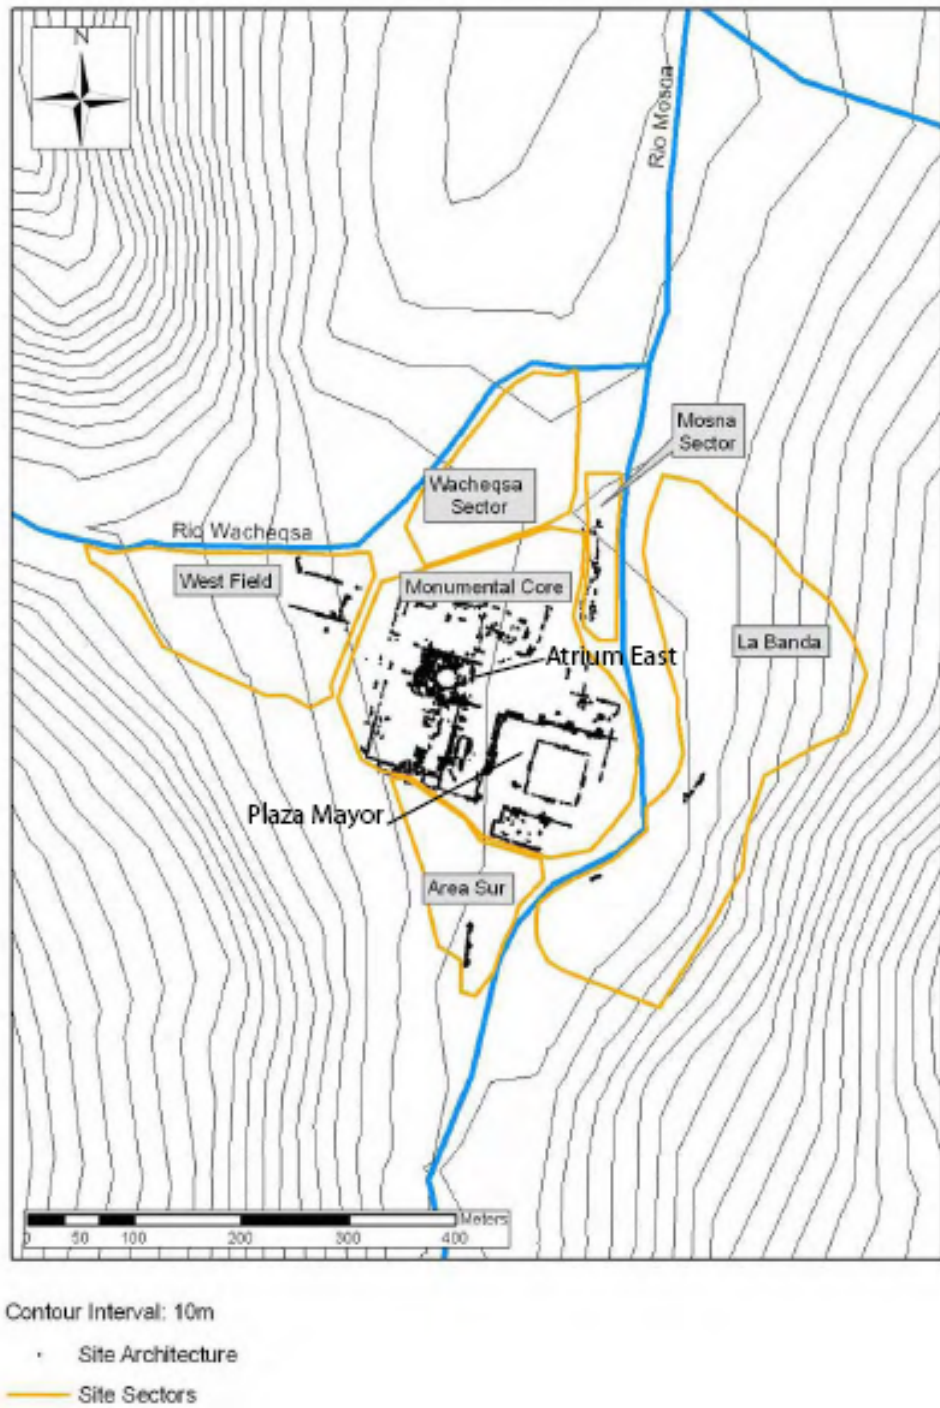 N
Rio Mosna
Mosna
Sector
Wacheqsa
Sector
Rio Wacheqsa
West Field
Monumental Core
La Banda
Atrium East
Plaza Mayor
Area Sur
Meters
0 50 100 200 300 400
Contour Interval: 10m
Site Architecture
Site Sectors